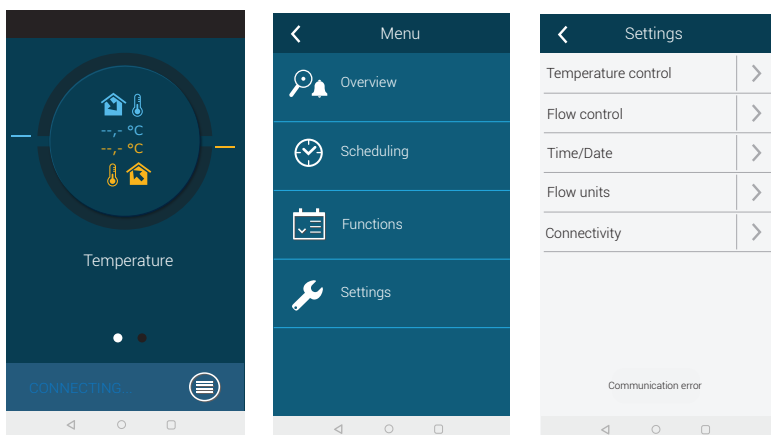 --,- °C
--,- °C
Temperature
CONNECTING...
Menu
Overview
Scheduling
Functions
Settings
Settings
Temperature control
Flow control
Time/Date
Flow units
Connectivity
Communication error